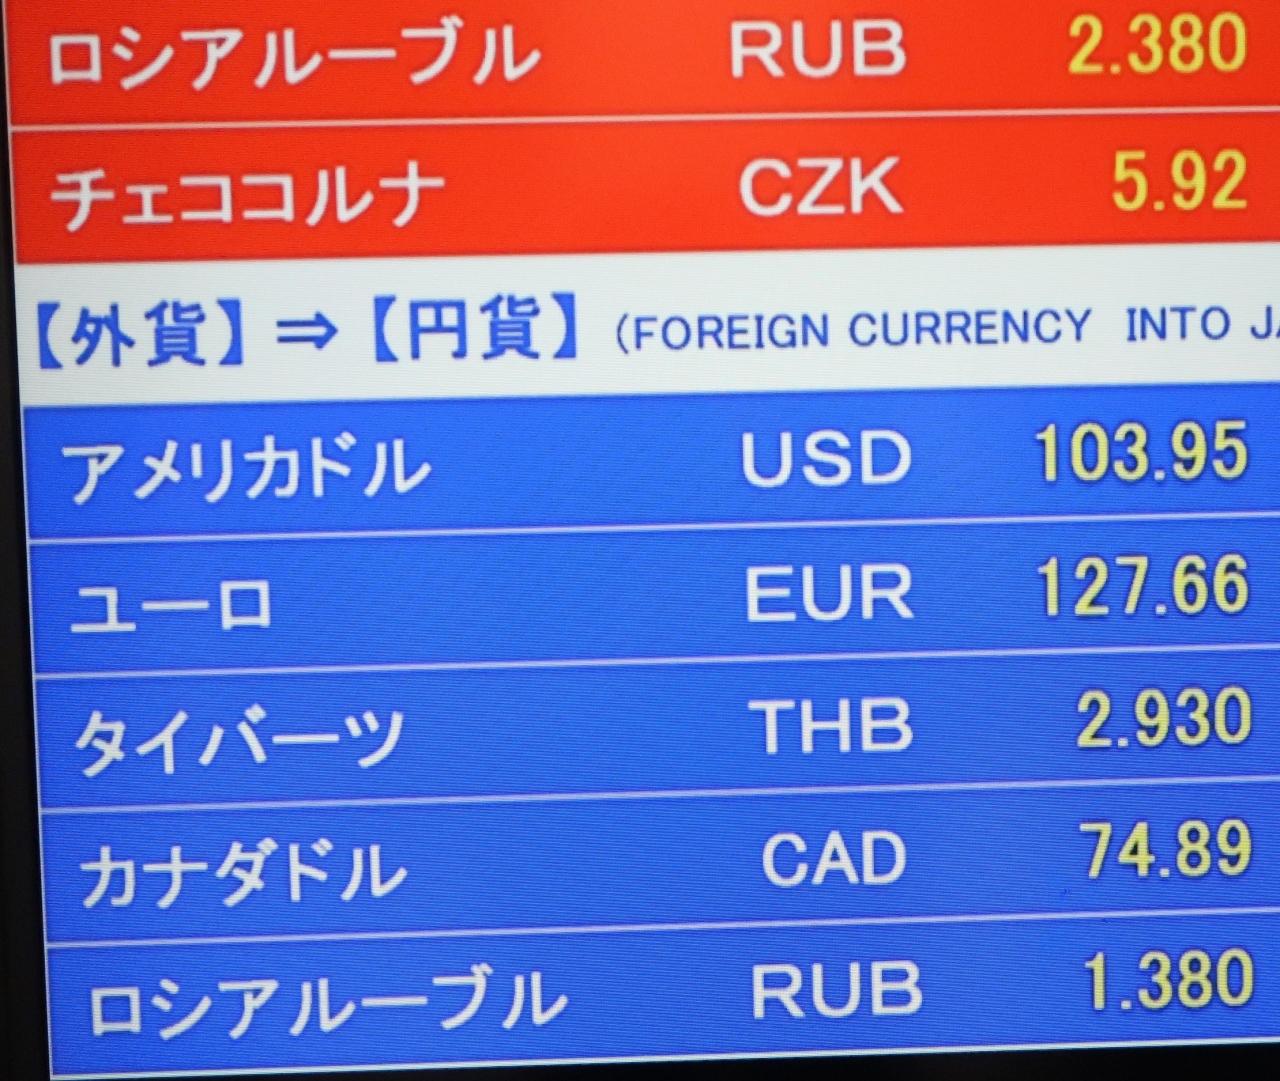 ロシアルーブル RUB 2.380
チェココルナ CZK 5.92
【外貨】⇒【円貨】(FOREIGN CURRENCY INTO JA
アメリカドル USD 103.95
ユーロ EUR 127.66
タイバーツ THB 2.930
カナダドル CAD 74.89
ロシアルーブル RUB 1.380